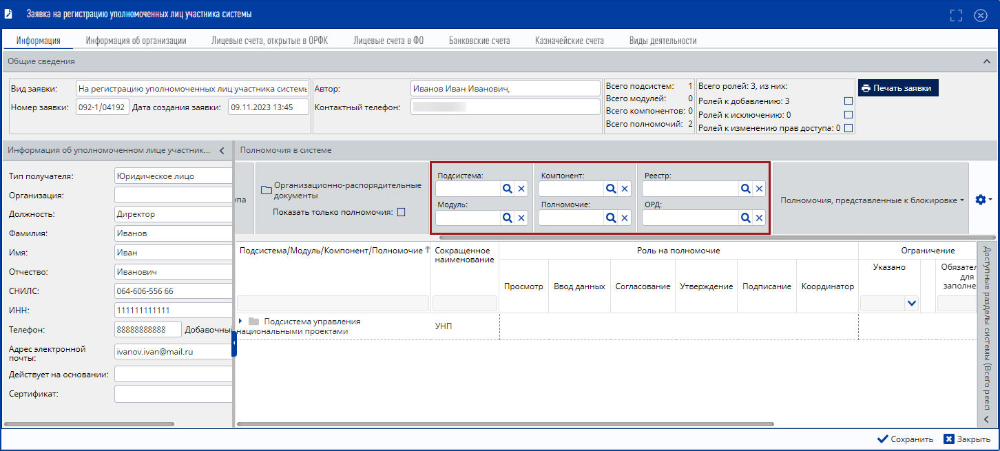 Заявка на регистрацию уполномоченных лиц участника системы
Информация
Информация об организации
Лицевые счета, открытые в ОРФК
Лицевые счета в ФО
Банковские счета
Казначейские счета
Виды деятельности
Общие сведения
Вид заявки:
На регистрацию уполномоченных лиц участника системы
Номер заявки:
092-1/04192
Дата создания заявки:
09.11.2023 13:45
Автор:
Иванов Иван Иванович,
Контактный телефон:
Всего подсистем: 1
Всего модулей: 0
Всего компонентов: 0
Всего полномочий: 2
Всего ролей: 3, из них:
Ролей к добавлению: 3
Ролей к исключению: 0
Ролей к изменению прав доступа: 0
Печать заявки
Информация об уполномоченном лице участник...
Тип получателя:
Юридическое лицо
Организация:
Должность:
Директор
Фамилия:
Иванов
Имя:
Иван
Отчество:
Иванович
СНИЛС:
064-606-556 66
ИНН:
111111111111
Телефон:
88888888888
Добавочный
Адрес электронной
почты:
ivanov.ivan@mail.ru
Действует на основании:
Сертификат:
Полномочия в системе
упа
Организационно-распорядительные
документы
Показать только полномочия:
Подсистема:
Модуль:
Компонент:
Полномочие:
Реестр:
ОРД:
Полномочия, представленные к блокировке
Подсистема/Модуль/Компонент/Полномочие
Сокращенное
наименование
Роль на полномочие
Просмотр
Ввод данных
Согласование
Утверждение
Подписание
Координатор
Ограничение
Указано
Обязател
для
заполне
Подсистема управления
национальными проектами
УНП
Доступные разделы системы (Всего реест
Сохранить
Закрыть